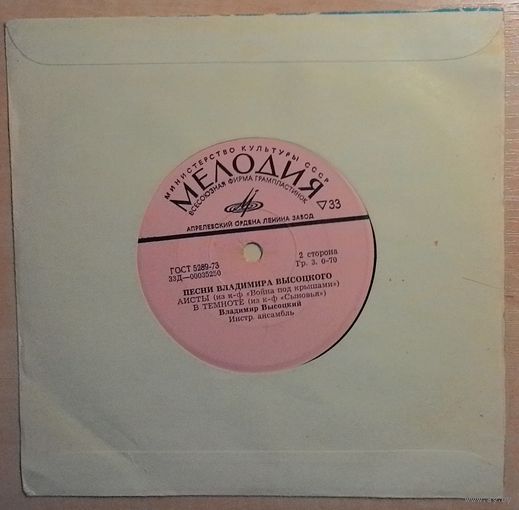 МИНИСТЕРСТВО КУЛЬТУРЫ СССР
МЕЛОДИЯ
ВСЕСОЮЗНАЯ ФИРМА ГРАМПЛАСТИНОК
▽33
АПРЕЛЕВСКИЙ ОРДЕНА ЛЕНИНА ЗАВОД
ГОСТ 5289-73
33Д—00035250
2 сторона
Гр. 3. 0-70
ПЕСНИ ВЛАДИМИРА ВЫСОЦКОГО
АИСТЫ (из к-ф «Война под крышами»)
В ТЕМНОТЕ (из к-ф «Сыновья»)
Владимир Высоцкий
Инстр. ансамбль